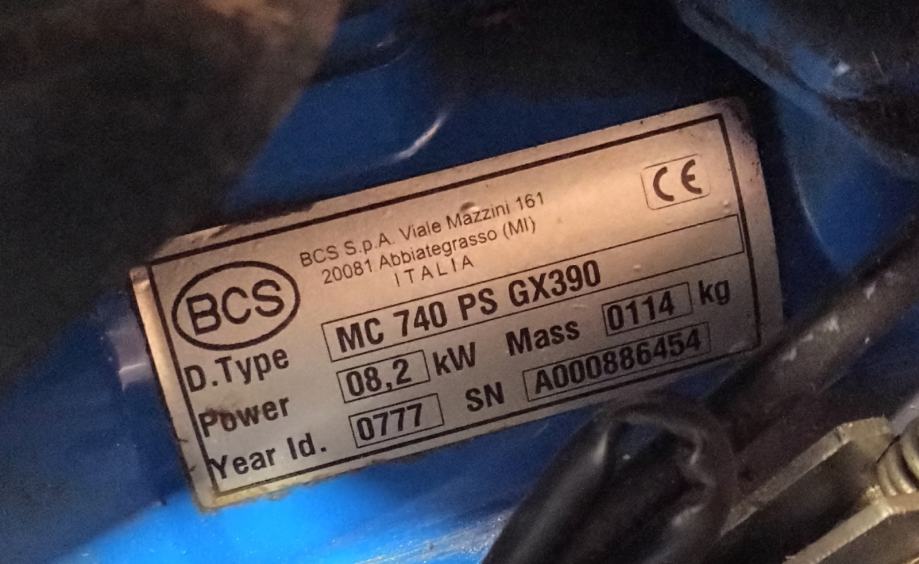 BCS
BCS S.p.A. Viale Mazzini 161
20081 Abbiategrasso (MI)
ITALIA
CE
D.Type MC 740 PS GX390
Power 08,2 kW Mass 0114 kg
Year Id. 0777 SN A000886454